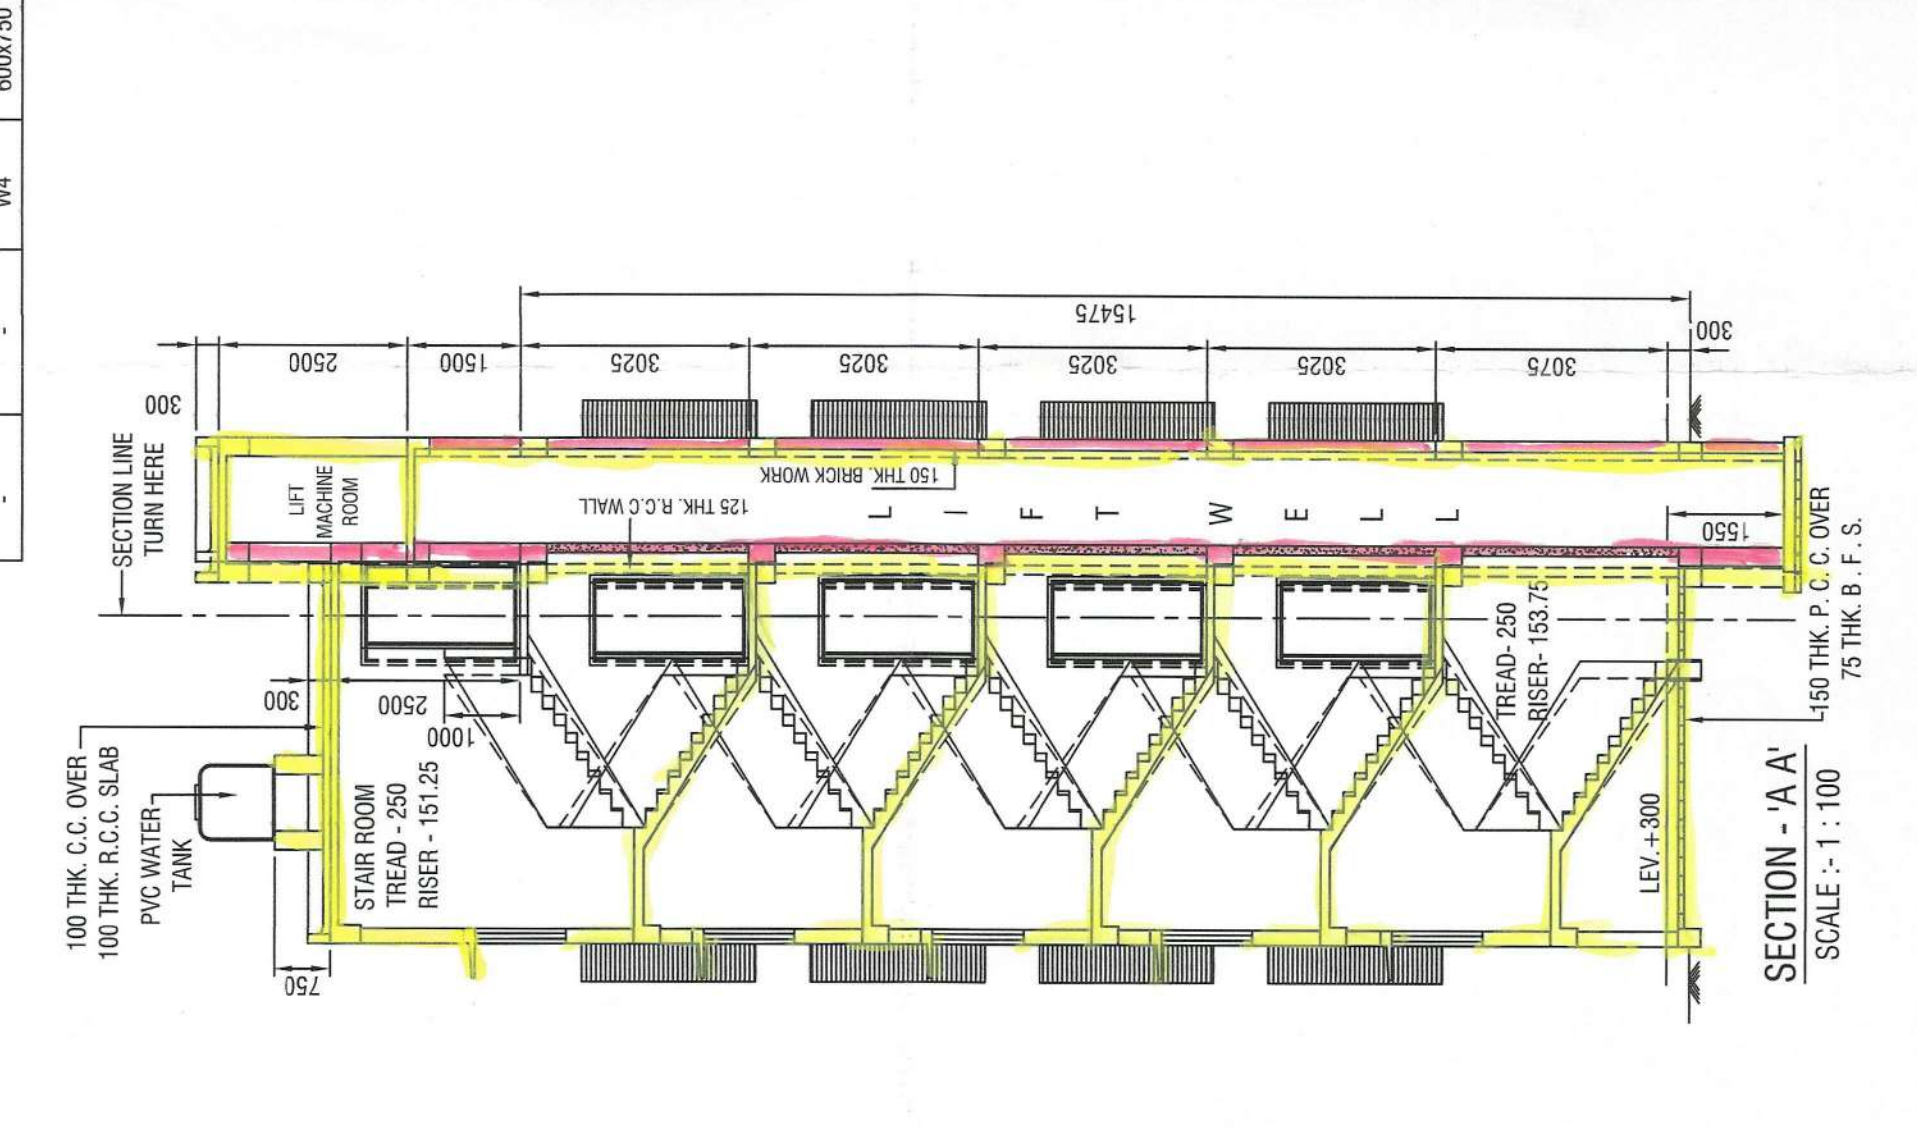 600x750
W4
-
-
SECTION LINE
TURN HERE
300
2500
1500
3025
3025
3025
3025
3075
300
15475
LIFT
MACHINE
ROOM
150 THK. BRICK WORK
125 THK. R.C.C WALL
LIFT WELL
1550
150 THK. P. C. C. OVER
75 THK. B . F . S.
100 THK. C.C. OVER
100 THK. R.C.C. SLAB
PVC WATER
TANK
300
2500
1000
750
STAIR ROOM
TREAD - 250
RISER - 151.25
TREAD- 250
RISER- 153.75
LEV.+300
SECTION - 'A A'
SCALE :- 1 : 100